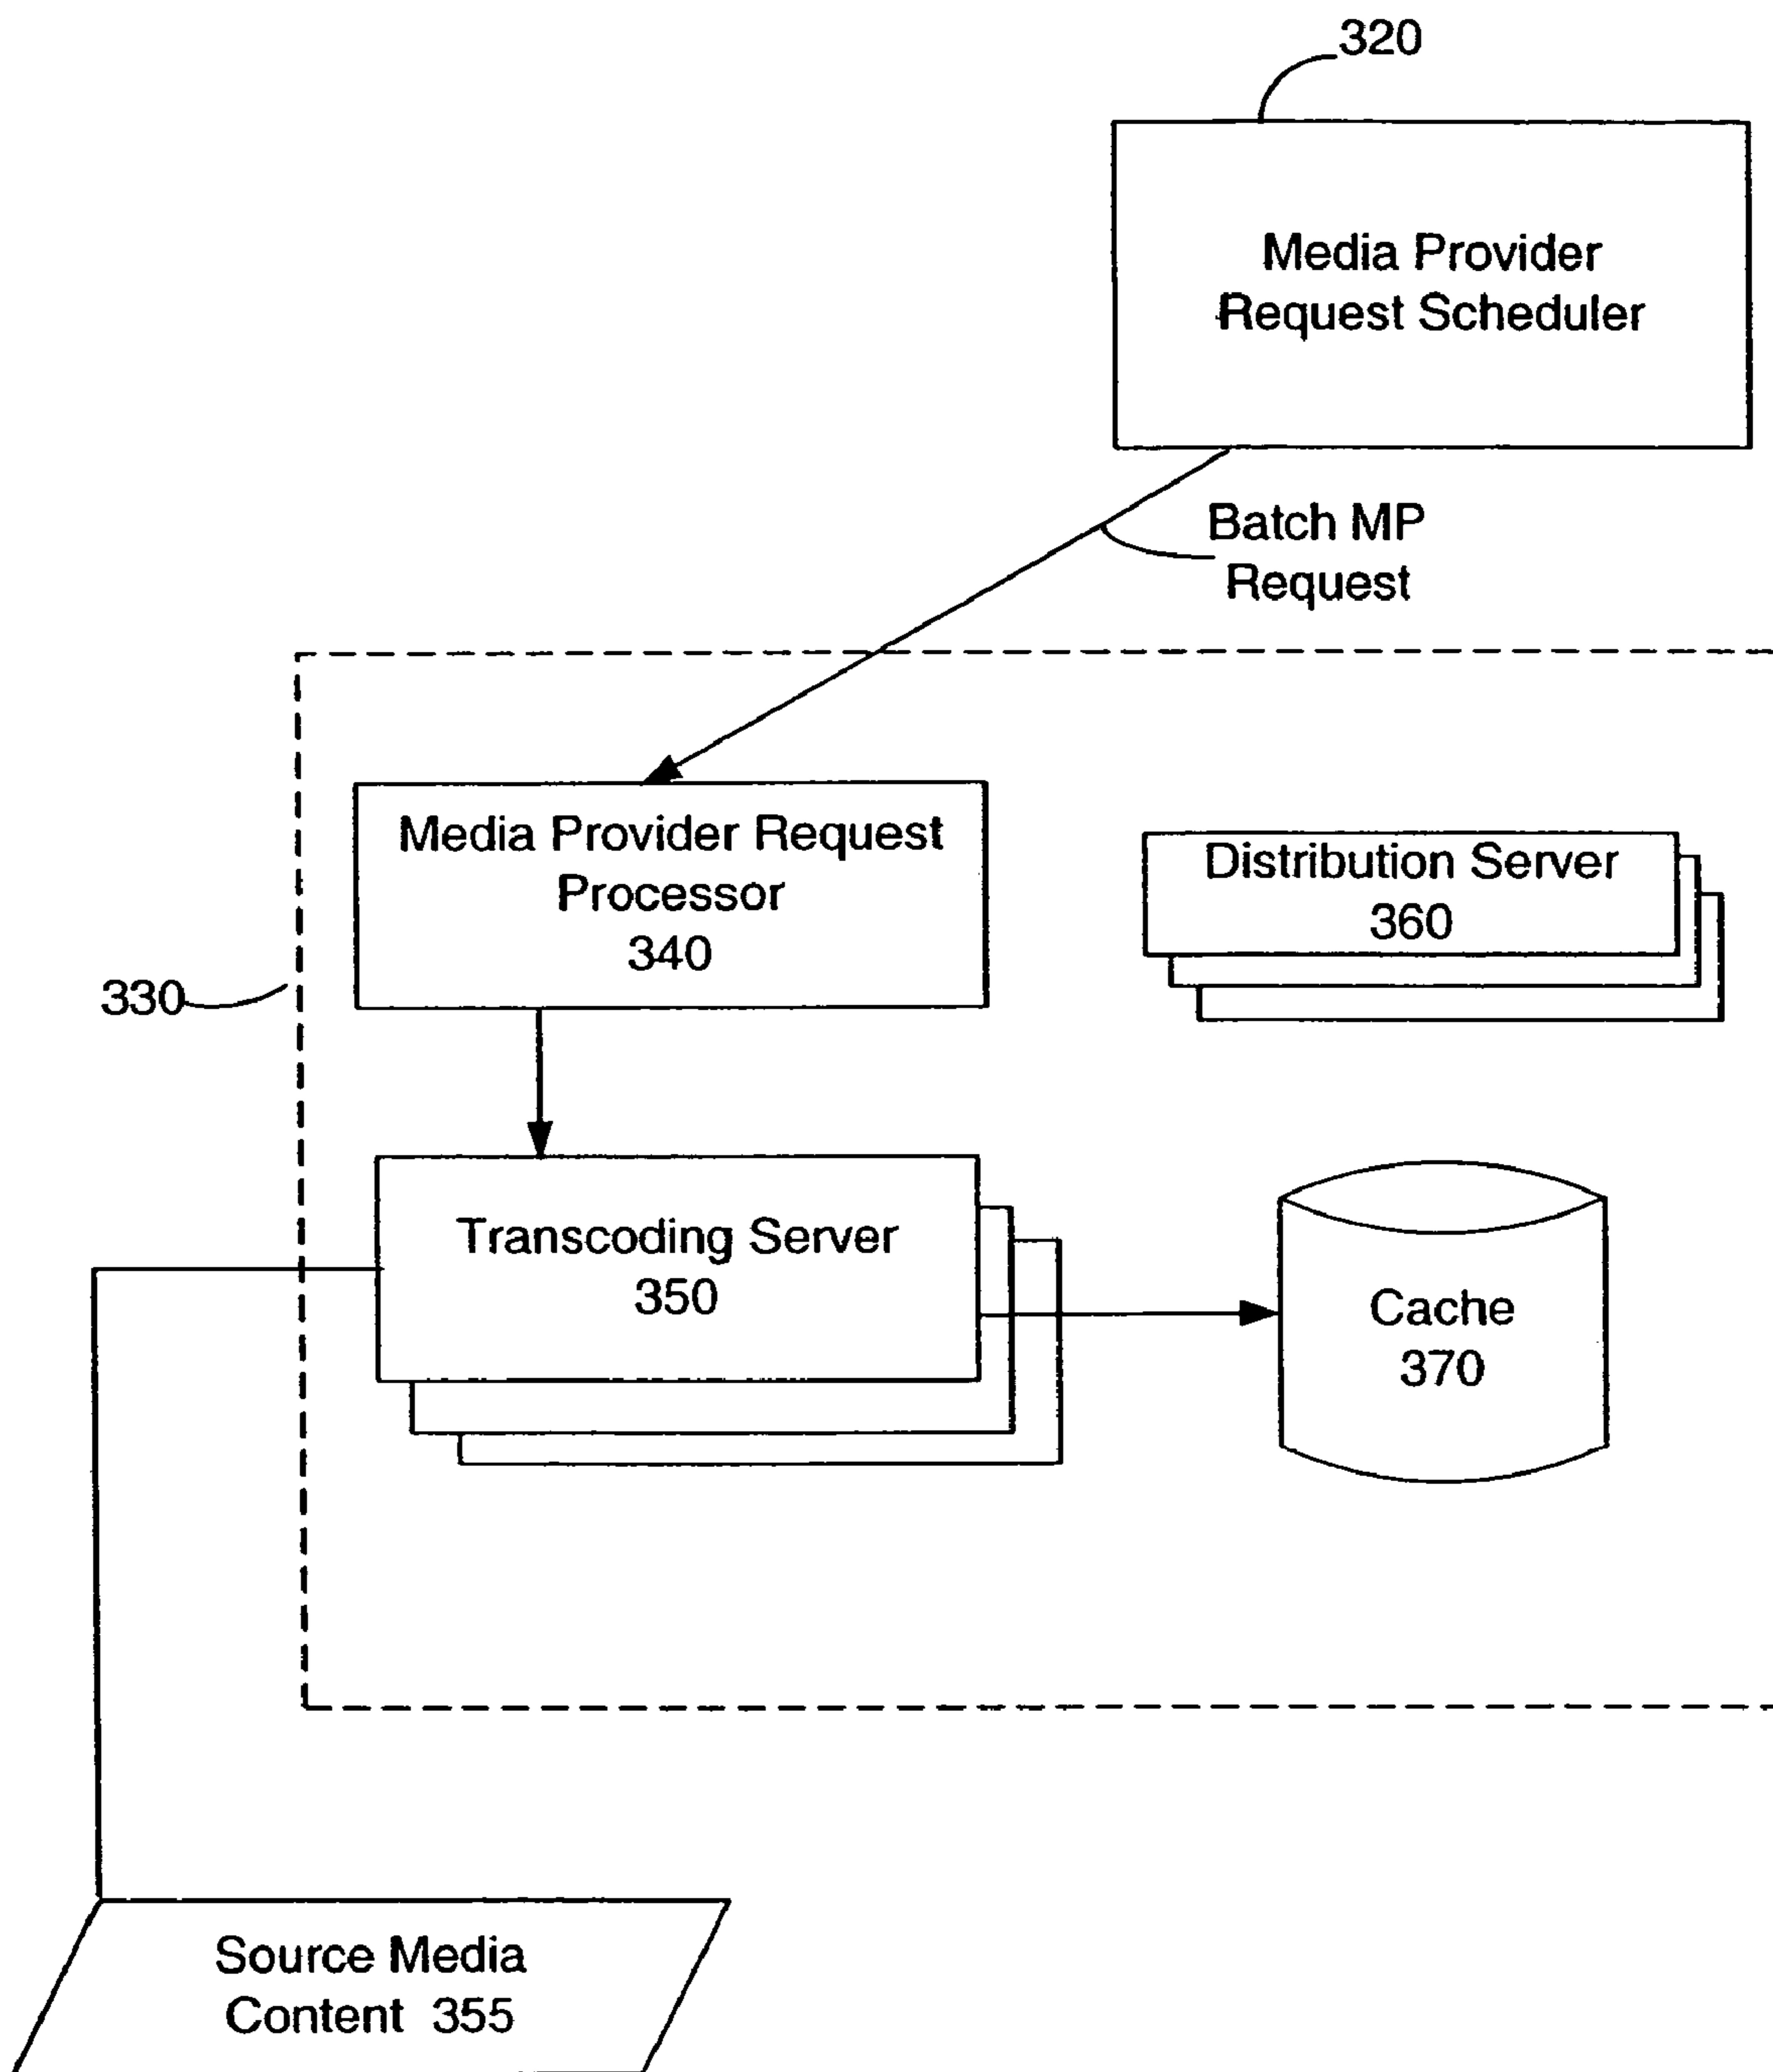 320
Media Provider
Request Scheduler
Batch MP
Request
Media Provider Request
Processor
340
Distribution Server
360
330
Transcoding Server
350
Cache
370
Source Media
Content 355